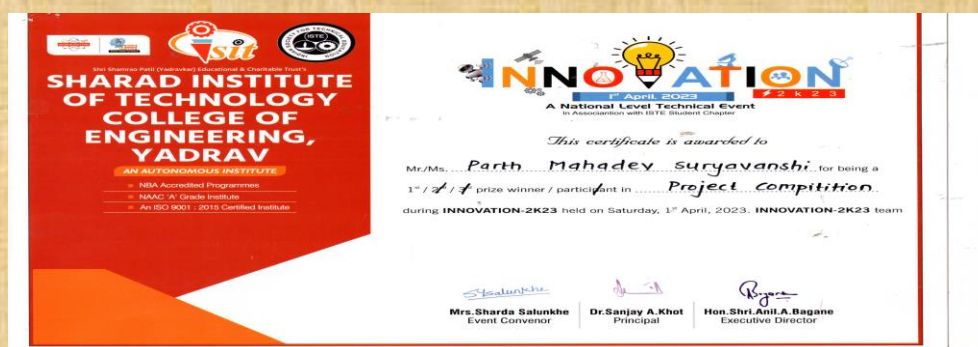 Sit
ISTE
Shri Shamrao Patil (Yadravkar) Educational & Charitable Trust's
SHARAD INSTITUTE
OF TECHNOLOGY
COLLEGE OF
ENGINEERING,
YADRAV
AN AUTONOMOUS INSTITUTE
NBA Accredited Programmes
NAAC 'A' Grade Institute
An ISO 9001 : 2015 Certified Institute
INNOVATION
1st April, 2023
2k23
A National Level Technical Event
In Associantion with ISTE Student Chapter
This certificate is awarded to
Mr./Ms. Parth Mahadev Suryavanshi for being a
1st / 2nd / 3rd prize winner / participant in Project Compitition
during INNOVATION-2K23 held on Saturday, 1st April, 2023. INNOVATION-2K23 team
SSSalunkhe
Mrs.Sharda Salunkhe
Event Convenor
Dr.Sanjay A.Khot
Principal
Hon.Shri.Anil.A.Bagane
Executive Director